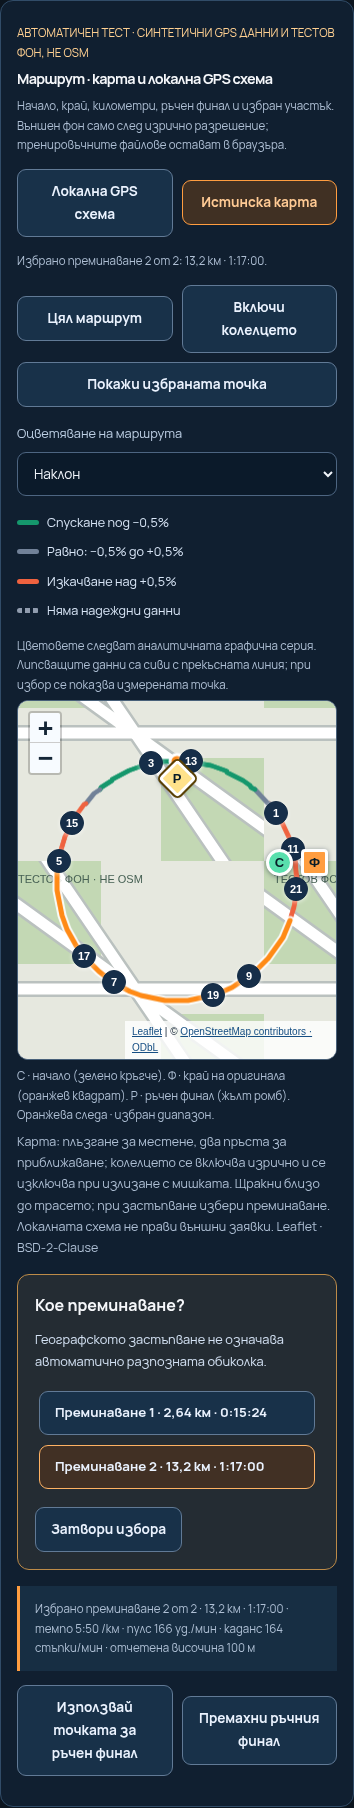 АВТОМАТИЧЕН ТЕСТ · СИНТЕТИЧНИ GPS ДАННИ И ТЕСТОВ
ФОН, НЕ OSM
Маршрут · карта и локална GPS схема
Начало, край, километри, ръчен финал и избран участък.
Външен фон само след изрично разрешение;
тренировъчните файлове остават в браузъра.
Локална GPS
схема
Истинска карта
Избрано преминаване 2 от 2: 13,2 км · 1:17:00.
Цял маршрут
Включи
колелцето
Покажи избраната точка
Оцветяване на маршрута
Наклон
Спускане под −0,5%
Равно: −0,5% до +0,5%
Изкачване над +0,5%
Няма надеждни данни
Цветовете следват аналитичната графична серия.
Липсващите данни са сиви с прекъсната линия; при
избор се показва измерената точка.
+
−
3
13
Р
15
1
5
11
С
Ф
ФОН · НЕ OSM
21
17
7
9
19
Leaflet | © OpenStreetMap contributors ·
ODbL
С · начало (зелено кръгче). Ф · край на оригинала
(оранжев квадрат). Р · ръчен финал (жълт ромб).
Оранжева следа · избран диапазон.
Карта: плъзгане за местене, два пръста за
приближаване; колелцето се включва изрично и се
изключва при излизане с мишката. Щракни близо
до трасето; при застъпване избери преминаване.
Локалната схема не прави външни заявки. Leaflet ·
BSD-2-Clause
Кое преминаване?
Географското застъпване не означава
автоматично разпозната обиколка.
Преминаване 1 · 2,64 км · 0:15:24
Преминаване 2 · 13,2 км · 1:17:00
Затвори избора
Избрано преминаване 2 от 2 · 13,2 км · 1:17:00 ·
темпо 5:50 /км · пулс 166 уд./мин · каданс 164
стъпки/мин · отчетена височина 100 м
Използвай
точката за
ръчен финал
Премахни ръчния
финал